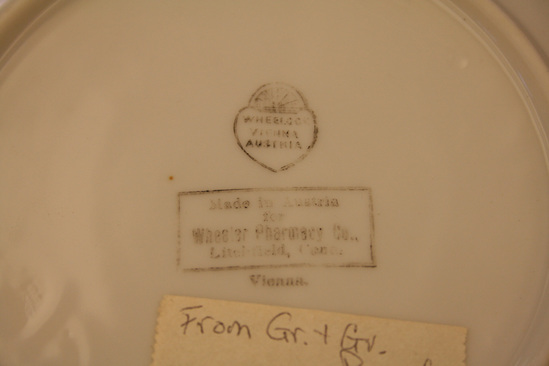 WHEELOCK
VIENNA
AUSTRIA
Made in Austria
for
Wheeler Pharmacy Co.,
Litchfield, Conn.
Vienna.
From Gr. + Gr.